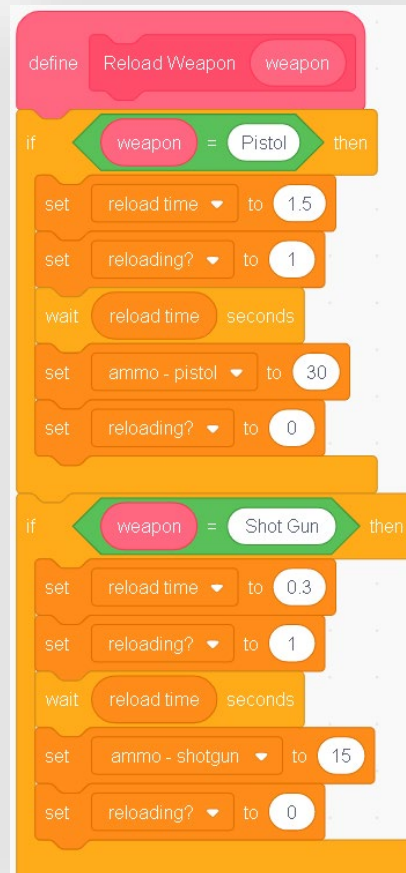 define Reload Weapon weapon
if weapon = Pistol then
set reload time to 1.5
set reloading? to 1
wait reload time seconds
set ammo - pistol to 30
set reloading? to 0
if weapon = Shot Gun then
set reload time to 0.3
set reloading? to 1
wait reload time seconds
set ammo - shotgun to 15
set reloading? to 0